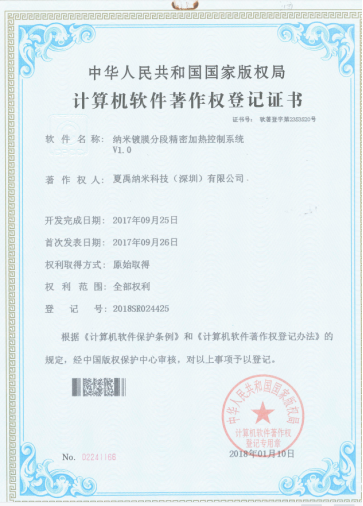 中华人民共和国国家版权局
计算机软件著作权登记证书
证书号： 软著登字第2353520号
软件名称： 纳米镀膜分段精密加热控制系统
V1.0
著作权人： 夏禹纳米科技（深圳）有限公司
开发完成日期： 2017年09月25日
首次发表日期： 2017年09月26日
权利取得方式： 原始取得
权利范围： 全部权利
登记号： 2018SR024425
根据《计算机软件保护条例》和《计算机软件著作权登记办法》的
规定，经中国版权保护中心审核，对以上事项予以登记。
中华人民共和国国家版权局
计算机软件著作权
登记专用章
2018年01月10日
No. 02241168